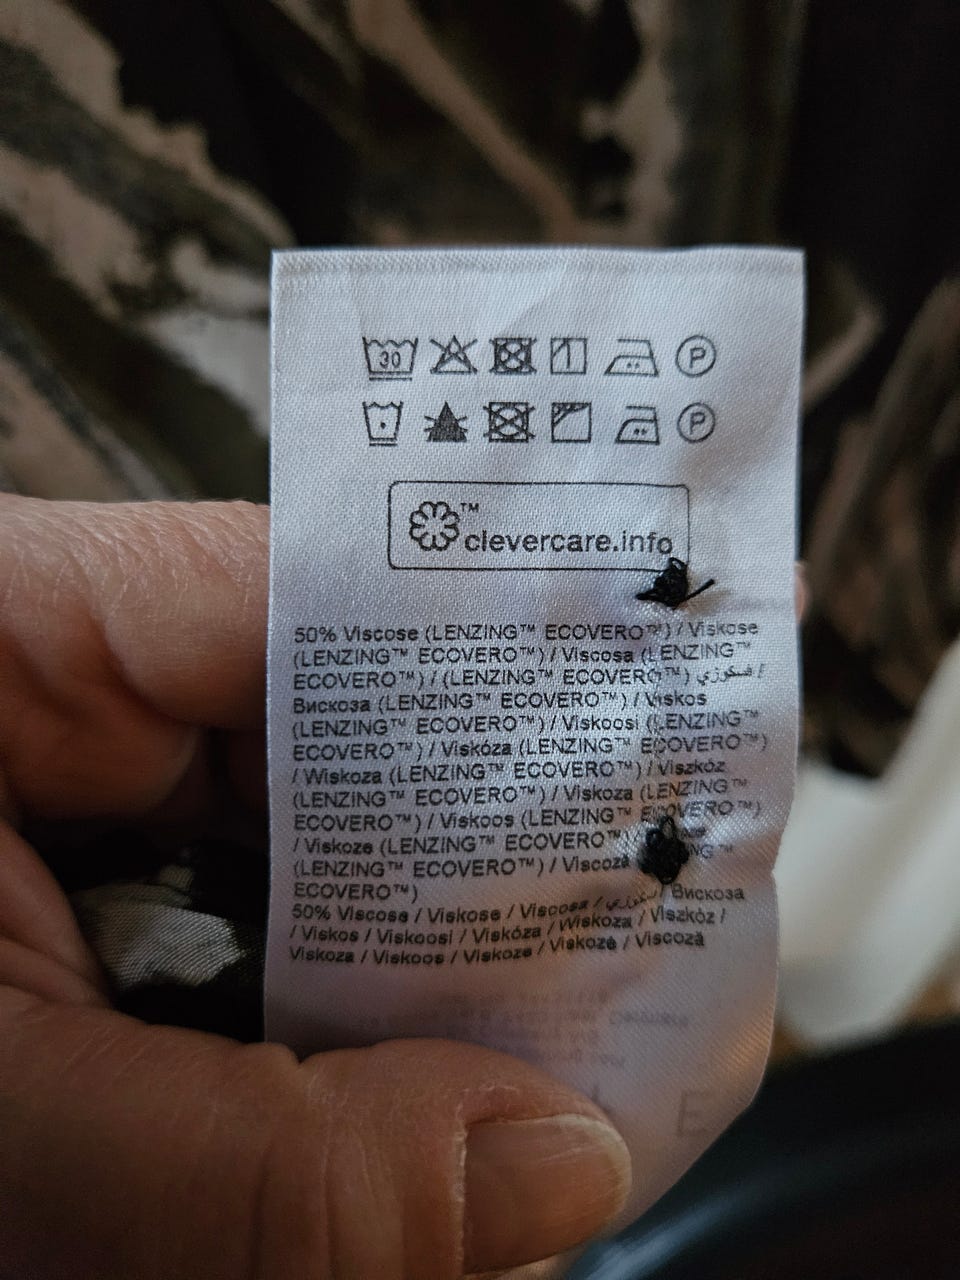 30 P
P
™
clevercare.info
50% Viscose (LENZING™ ECOVERO™) / Viskose
(LENZING™ ECOVERO™) / Viscosa (LENZING™
ECOVERO™) / (LENZING™ ECOVERO™) فسكوزي /
Вискоза (LENZING™ ECOVERO™) / Viskos
(LENZING™ ECOVERO™) / Viskoosi (LENZING™
ECOVERO™) / Viskóza (LENZING™ ECOVERO™)
/ Wiskoza (LENZING™ ECOVERO™) / Viszkóz
(LENZING™ ECOVERO™) / Viskoza (LENZING™
ECOVERO™) / Viskoos (LENZING™ ECOVERO™)
/ Viskoze (LENZING™ ECOVERO™)
(LENZING™ ECOVERO™) / Viscoză
ECOVERO™)
50% Viscose / Viskose / Viscosa / / Вискоза
/ Viskos / Viskoosi / Viskóza / Wiskoza / Viszkóz /
Viskoza / Viskoos / Viskoze / Viskozė / Viscoză